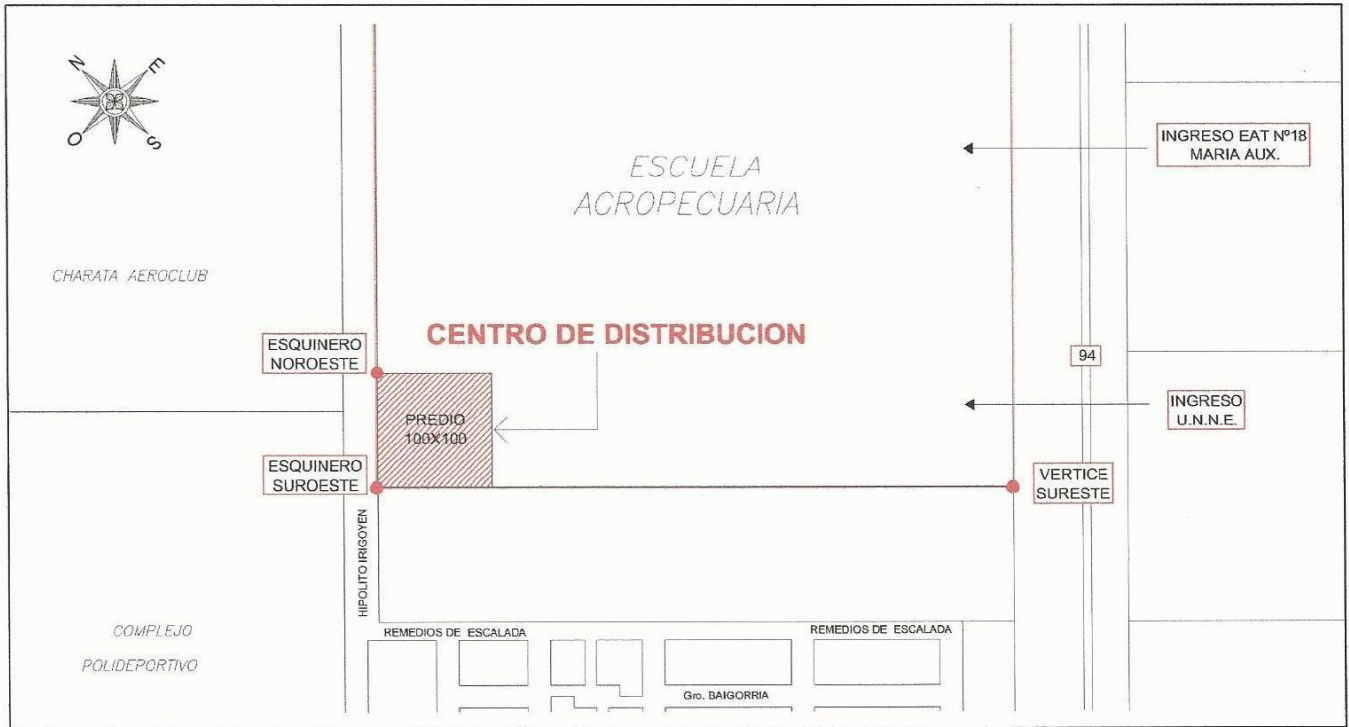 N
E
O
S
ESCUELA
ACROPECUARIA
INGRESO EAT Nº18
MARIA AUX.
CHARATA AEROCLUB
CENTRO DE DISTRIBUCION
ESQUINERO
NOROESTE
94
PREDIO
100X100
INGRESO
U.N.N.E.
ESQUINERO
SUROESTE
VERTICE
SURESTE
HIPOLITO IRIGOYEN
COMPLEJO
POLIDEPORTIVO
REMEDIOS DE ESCALADA
REMEDIOS DE ESCALADA
Gro. BAIGORRIA